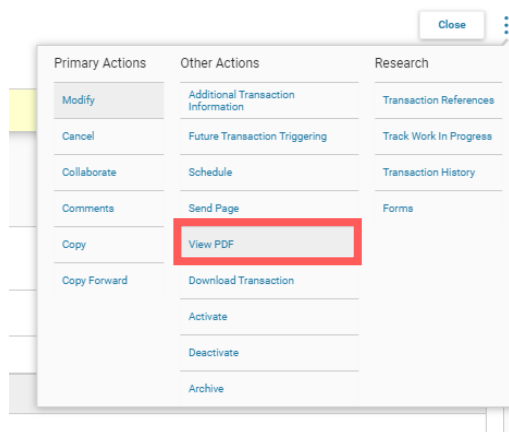 Close
Primary Actions
Modify
Cancel
Collaborate
Comments
Copy
Copy Forward
Other Actions
Additional Transaction
Information
Future Transaction Triggering
Schedule
Send Page
View PDF
Download Transaction
Activate
Deactivate
Archive
Research
Transaction References
Track Work In Progress
Transaction History
Forms